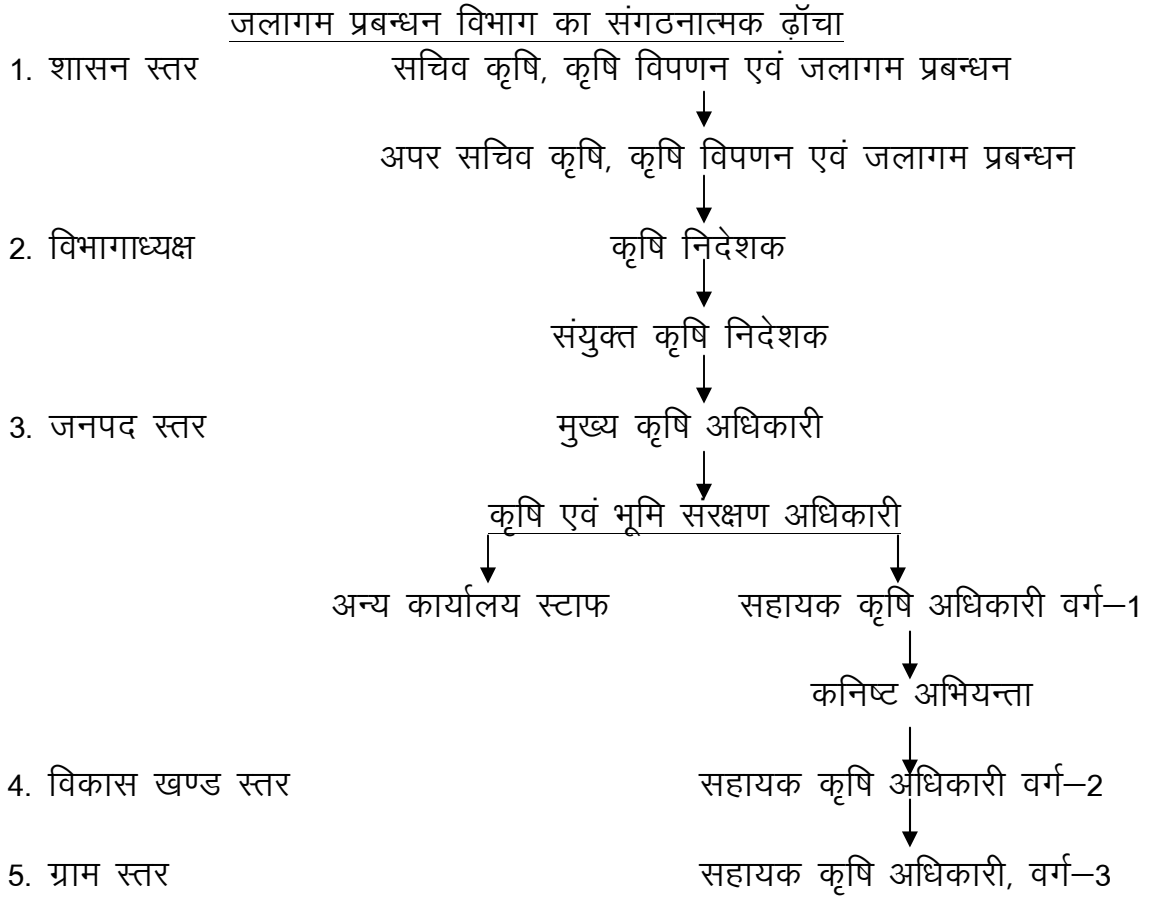 जलागम प्रबन्धन विभाग का संगठनात्मक ढ़ॉचा
1. शासन स्तर सचिव कृषि, कृषि विपणन एवं जलागम प्रबन्धन
अपर सचिव कृषि, कृषि विपणन एवं जलागम प्रबन्धन
2. विभागाध्यक्ष कृषि निदेशक
संयुक्त कृषि निदेशक
3. जनपद स्तर मुख्य कृषि अधिकारी
कृषि एवं भूमि संरक्षण अधिकारी
अन्य कार्यालय स्टाफ सहायक कृषि अधिकारी वर्ग–1
कनिष्ट अभियन्ता
4. विकास खण्ड स्तर सहायक कृषि अधिकारी वर्ग–2
5. ग्राम स्तर सहायक कृषि अधिकारी, वर्ग–3